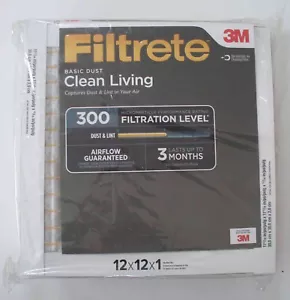 Filtrete
3M
BASIC DUST
Clean Living
Captures Dust & Lint in Your Air
300
FILTRATION LEVEL
DUST & LINT
AIRFLOW
GUARANTEED
3 LASTS UP TO
MONTHS
3M
12x12x1